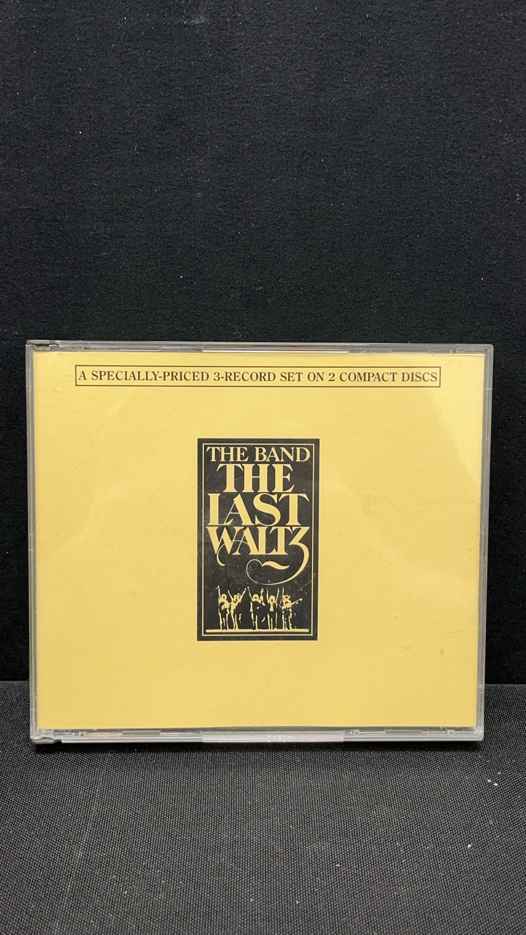 A SPECIALLY-PRICED 3-RECORD SET ON 2 COMPACT DISCS
THE BAND
THE
LAST
WALTZ